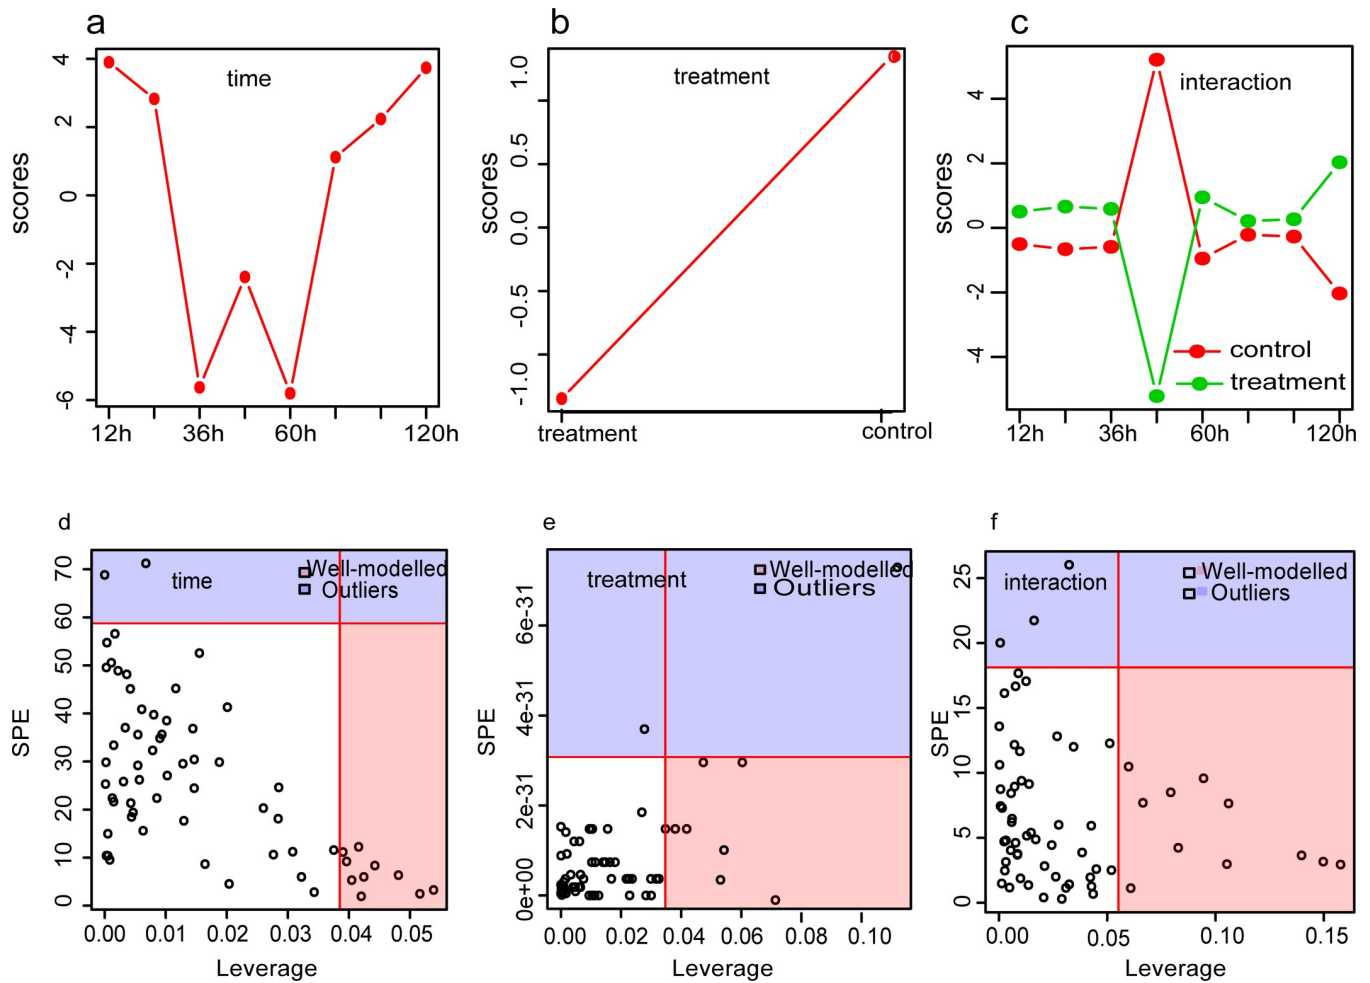 a
time
scores
4
2
0
-2
-4
-6
12h 36h 60h 120h
b
treatment
scores
1.0
0.5
0.0
-0.5
-1.0
treatment control
c
interaction
scores
4
2
0
-2
-4
control
treatment
12h 36h 60h 120h
d
time
Well-modelled
Outliers
SPE
70
60
50
40
30
20
10
0
0.00 0.01 0.02 0.03 0.04 0.05
Leverage
e
treatment
Well-modelled
Outliers
SPE
6e-31
4e-31
2e-31
0e+00
0.00 0.02 0.04 0.06 0.08 0.10
Leverage
f
interaction
Well-modelled
Outliers
SPE
25
20
15
10
5
0
0.00 0.05 0.10 0.15
Leverage